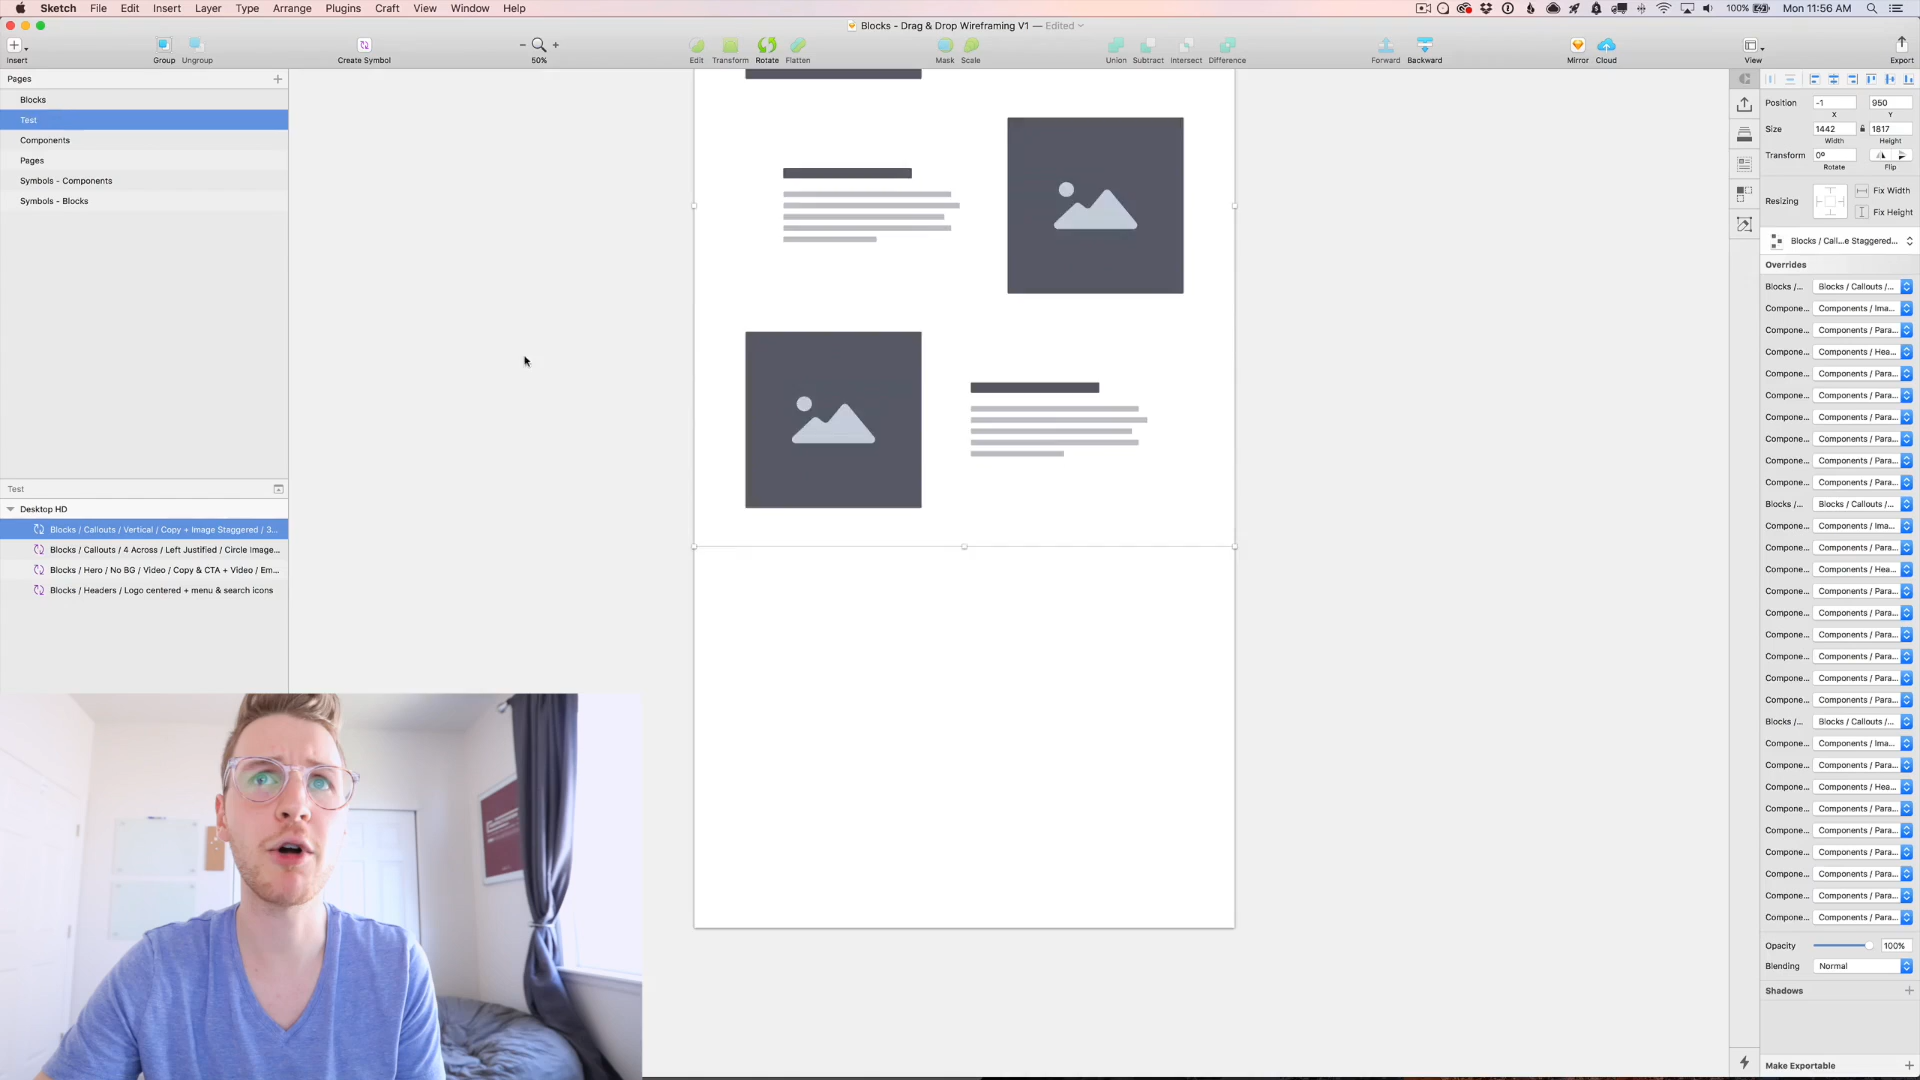 Sketch File Edit Insert Layer Type Arrange Plugins Craft View Window Help
100% Mon 11:56 AM
Blocks - Drag & Drop Wireframing V1 — Edited
Insert Group Ungroup Create Symbol 50% Edit Transform Rotate Flatten Mask Scale Union Subtract Intersect Difference Forward Backward Mirror Cloud View Export
Pages
Blocks
Test
Components
Pages
Symbols - Components
Symbols - Blocks
Test
Desktop HD
Blocks / Callouts / Vertical / Copy + Image Staggered / 3...
Blocks / Callouts / 4 Across / Left Justified / Circle Image...
Blocks / Hero / No BG / Video / Copy & CTA + Video / Em...
Blocks / Headers / Logo centered + menu & search icons
Position -1 950
X Y
Size 1442 1817
Width Height
Transform 0°
Rotate Flip
Resizing Fix Width
Fix Height
Blocks / Call...e Staggered...
Overrides
Blocks /... Blocks / Callouts /...
Compone... Components / Ima...
Compone... Components / Para...
Compone... Components / Hea...
Compone... Components / Para...
Compone... Components / Para...
Compone... Components / Para...
Compone... Components / Para...
Compone... Components / Para...
Compone... Components / Para...
Blocks /... Blocks / Callouts /...
Compone... Components / Ima...
Compone... Components / Para...
Compone... Components / Hea...
Compone... Components / Para...
Compone... Components / Para...
Compone... Components / Para...
Compone... Components / Para...
Compone... Components / Para...
Compone... Components / Para...
Blocks /... Blocks / Callouts /...
Compone... Components / Ima...
Compone... Components / Para...
Compone... Components / Hea...
Compone... Components / Para...
Compone... Components / Para...
Compone... Components / Para...
Compone... Components / Para...
Compone... Components / Para...
Compone... Components / Para...
Opacity 100%
Blending Normal
Shadows
Make Exportable